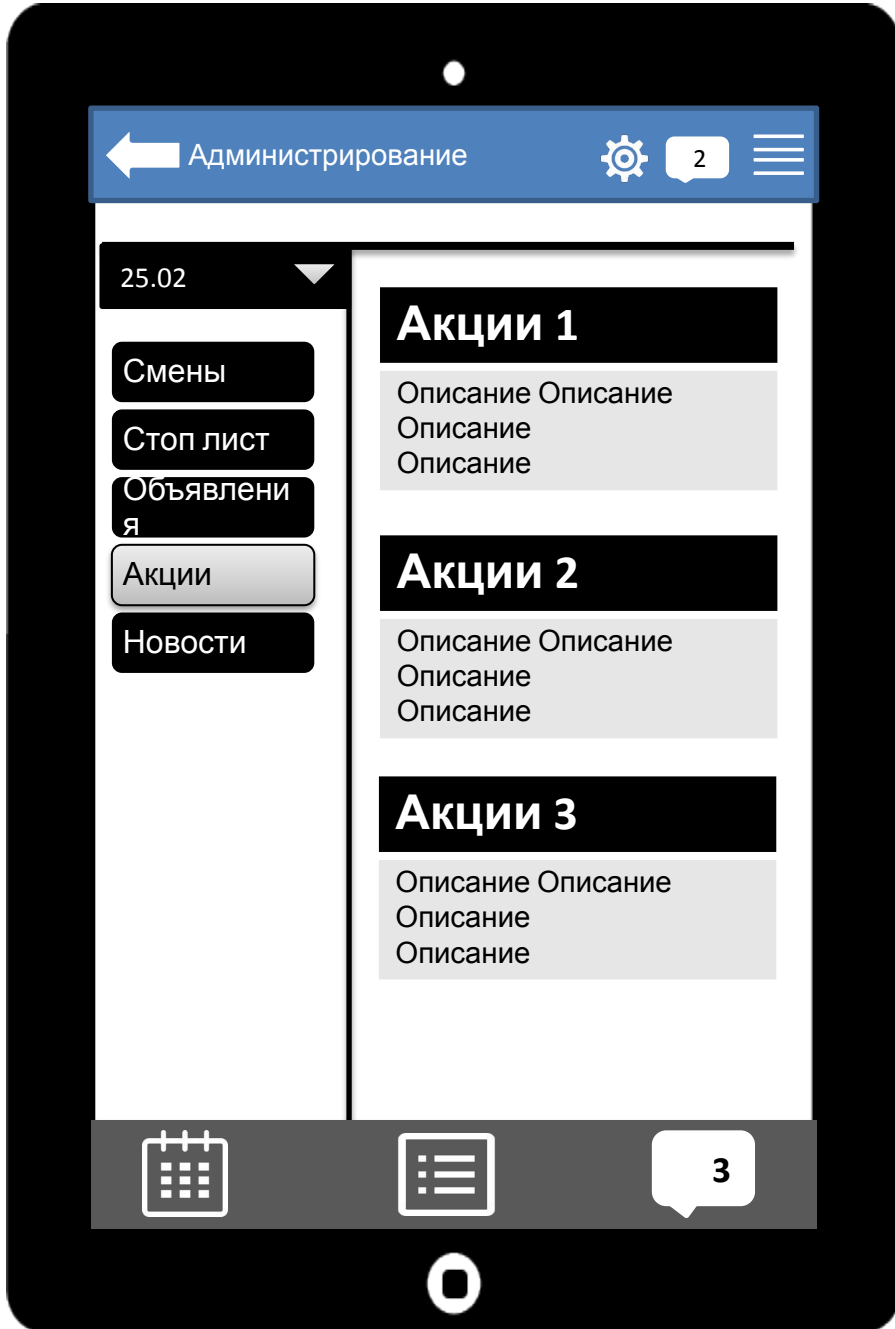 Администрирование
2
25.02
Смены
Стоп лист
Объявлени
я
Акции
Новости
Акции 1
Описание Описание
Описание
Описание
Акции 2
Описание Описание
Описание
Описание
Акции 3
Описание Описание
Описание
Описание
3